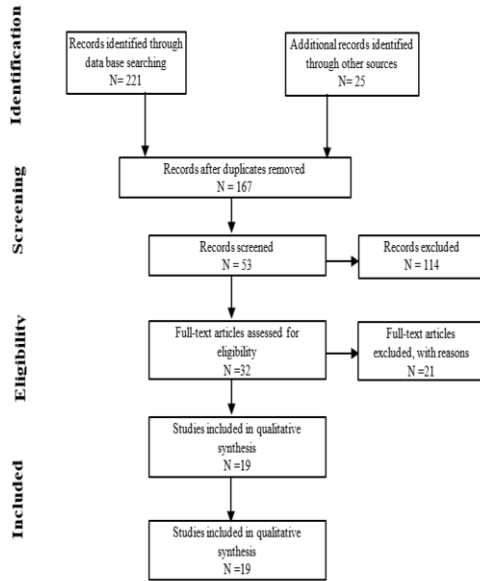 Identification
Records identified through
data base searching
N= 221
Additional records identified
through other sources
N = 25
Screening
Records after duplicates removed
N = 167
Records screened
N = 53
Records excluded
N = 114
Eligibility
Full-text articles assessed for
eligibility
N =32
Full-text articles
excluded, with reasons
N =21
Included
Studies included in qualitative
synthesis
N =19
Studies included in qualitative
synthesis
N =19